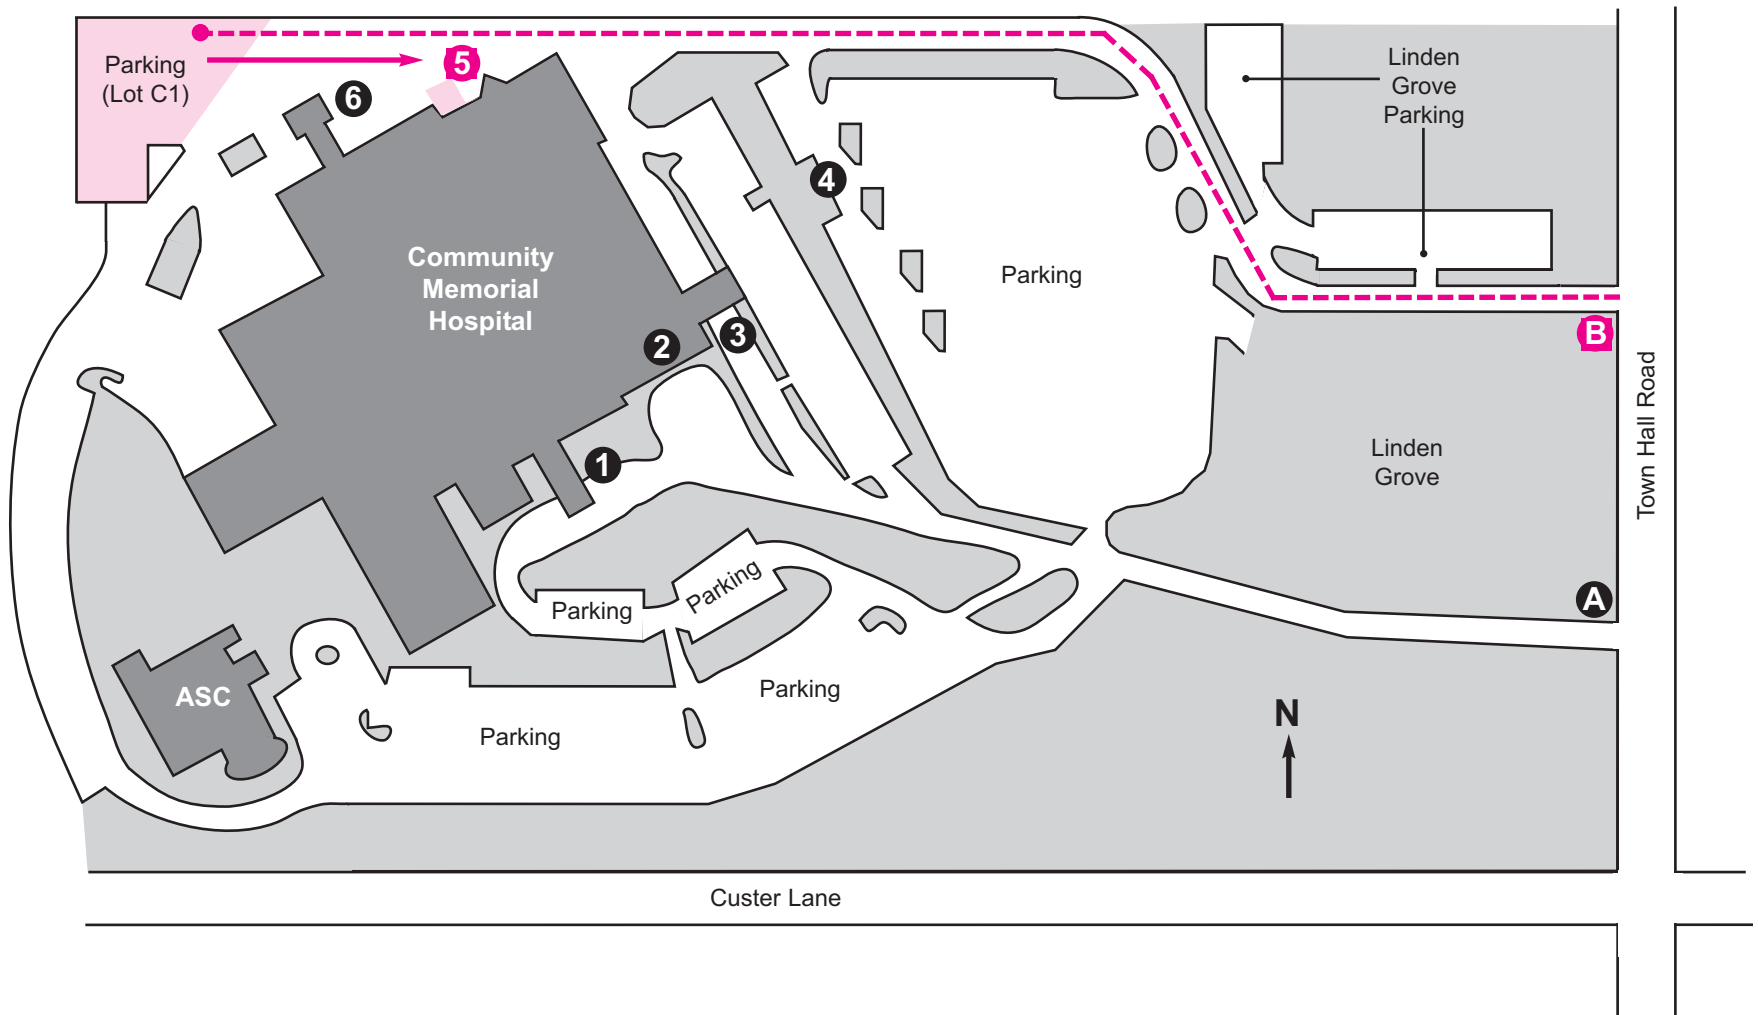 Parking
(Lot C1)
5
6
Linden
Grove
Parking
4
Community
Memorial
Hospital
Parking
3
2
B
Town Hall Road
Linden
Grove
1
Parking
Parking
A
ASC
Parking
Parking
N
Custer Lane